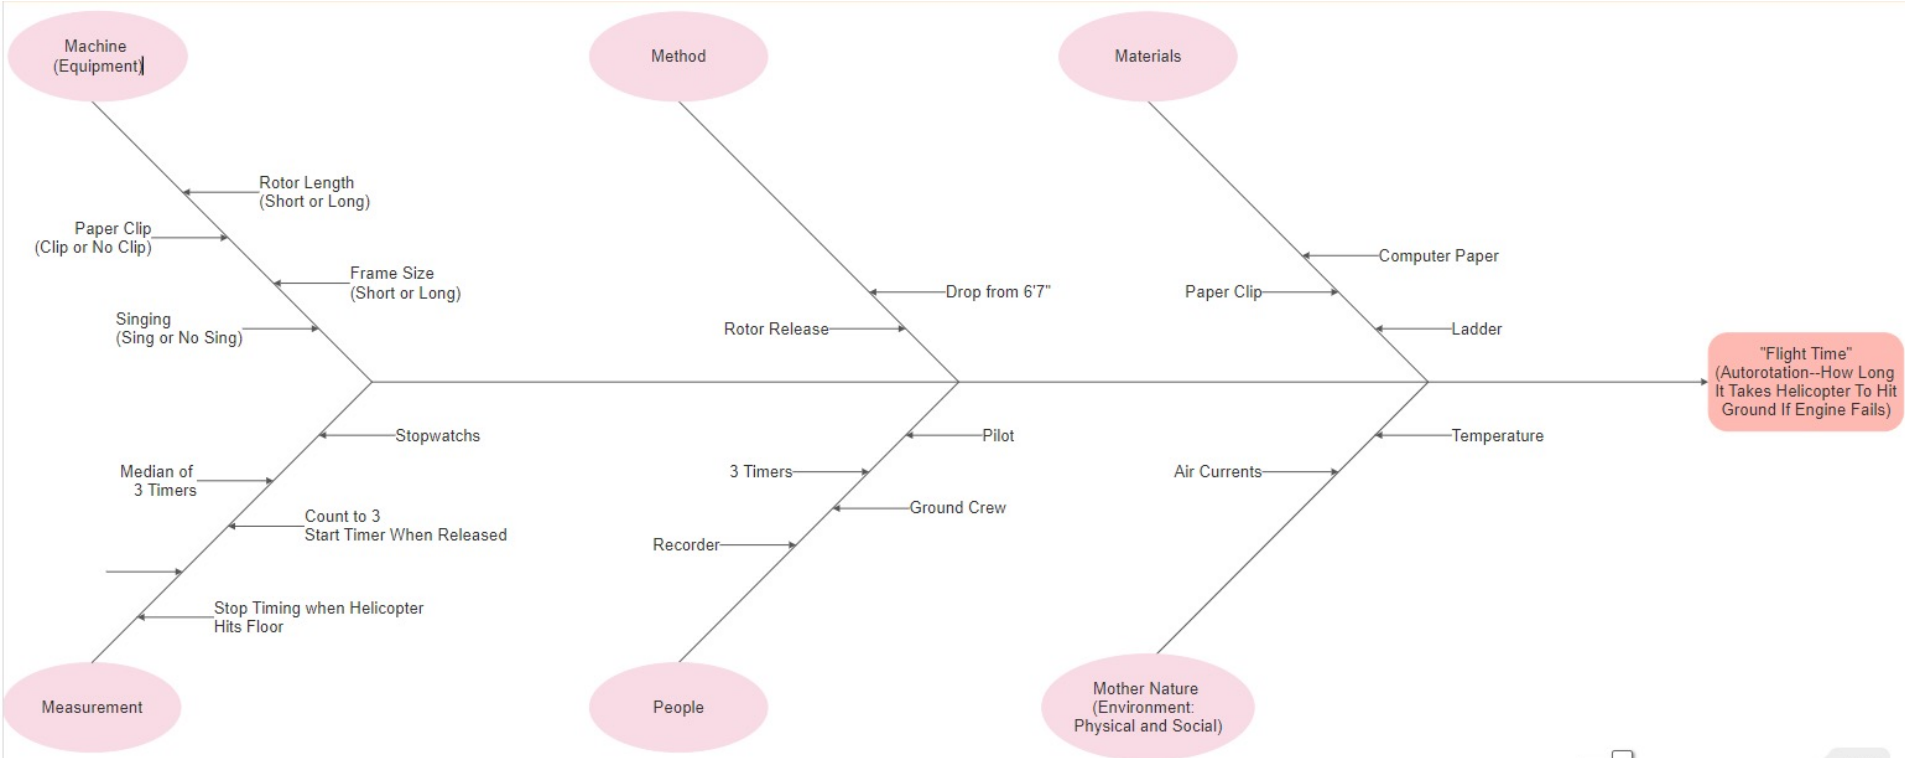 Machine
(Equipment)
Method
Materials
Rotor Length
(Short or Long)
Paper Clip
(Clip or No Clip)
Frame Size
(Short or Long)
Singing
(Sing or No Sing)
Drop from 6'7"
Rotor Release
Computer Paper
Paper Clip
Ladder
"Flight Time"
(Autorotation--How Long
It Takes Helicopter To Hit
Ground If Engine Fails)
Stopwatchs
Median of
3 Timers
Count to 3
Start Timer When Released
Stop Timing when Helicopter
Hits Floor
Pilot
3 Timers
Ground Crew
Recorder
Temperature
Air Currents
Measurement
People
Mother Nature
(Environment:
Physical and Social)